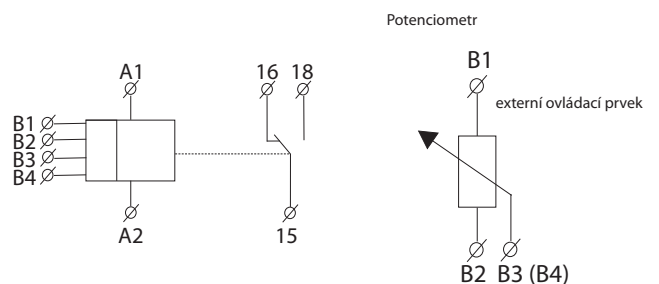 Potenciometr
A1
16 18
B1
B2
B3
B4
A2
15
B1
externí ovládací prvek
B2 B3 (B4)